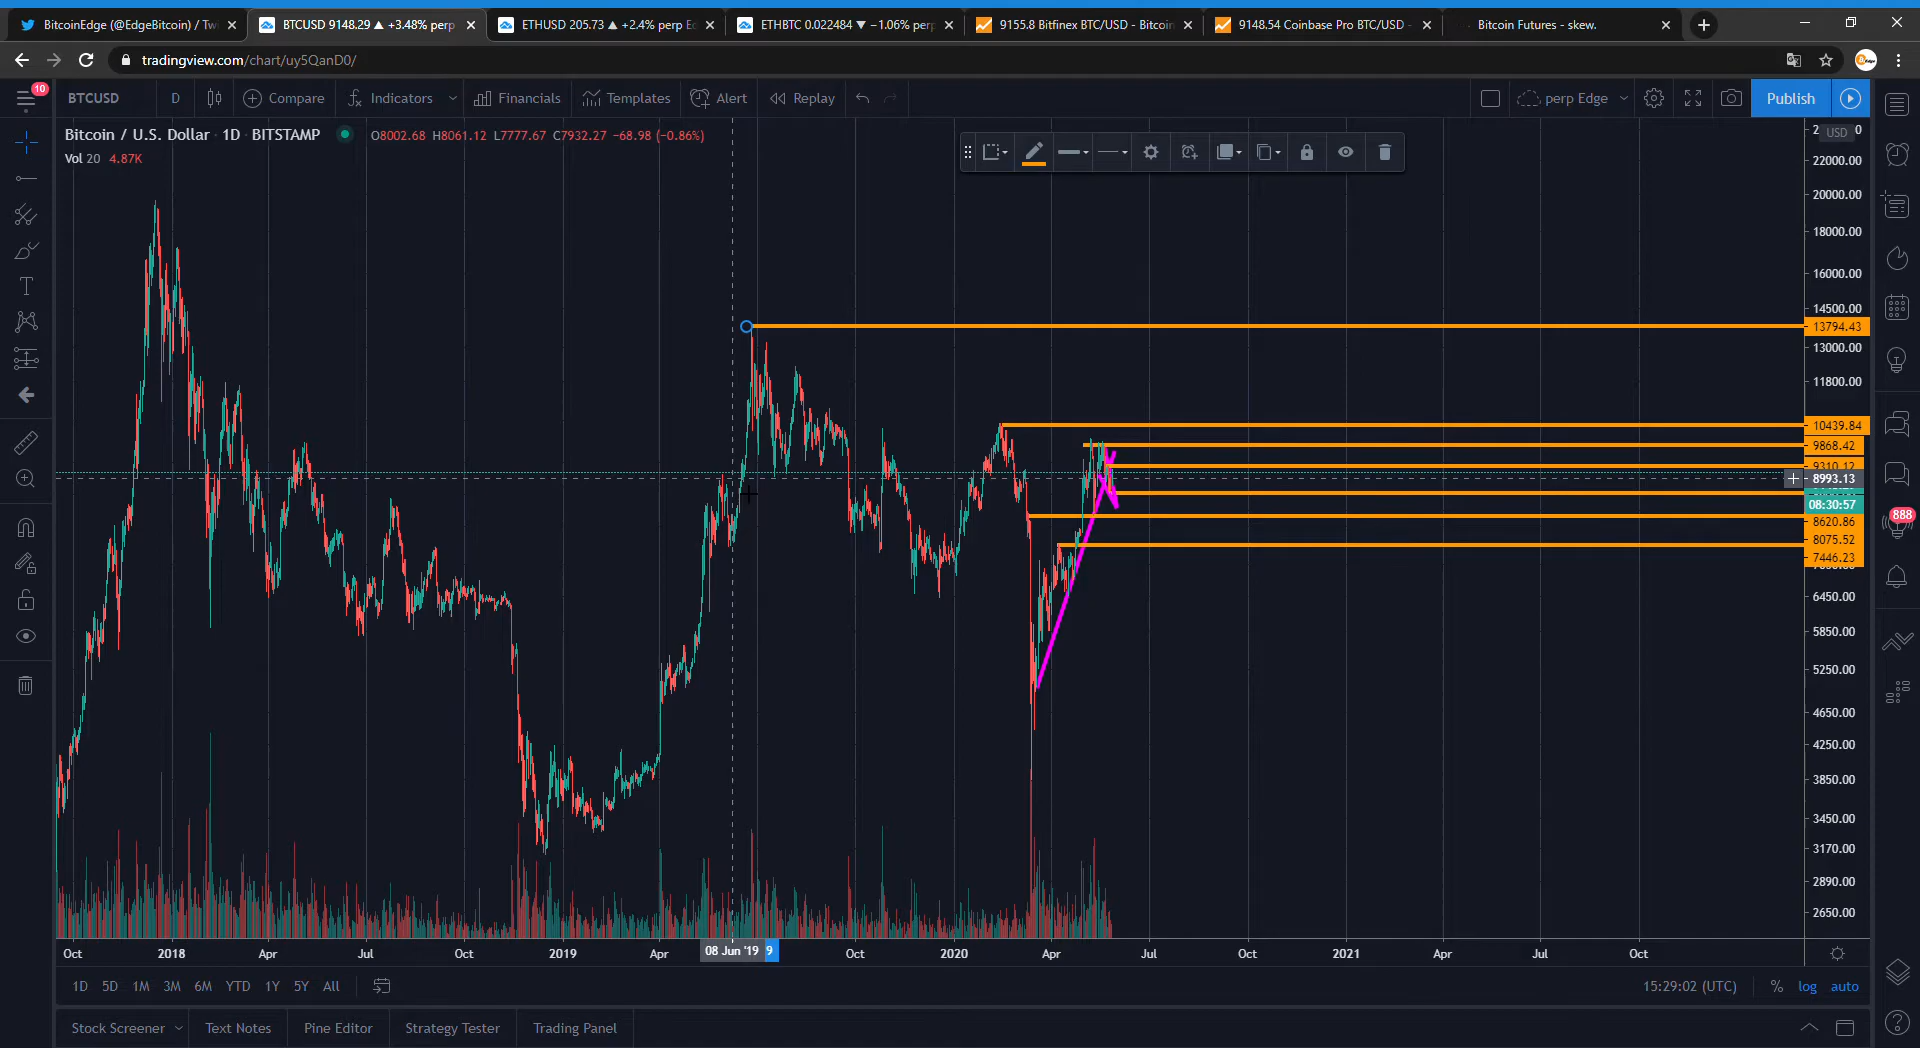 BitcoinEdge (@EdgeBitcoin) / Twi
BTCUSD 9148.29 ▲ +3.48% perp
ETHUSD 205.73 ▲ +2.4% perp Ed
ETHBTC 0.022484 ▼ −1.06% perp
9155.8 Bitfinex BTC/USD - Bitcoin
9148.54 Coinbase Pro BTC/USD -
Bitcoin Futures - skew.
tradingview.com/chart/uy5QanD0/
10
BTCUSD
D
Compare
Indicators
Financials
Templates
Alert
Replay
perp Edge
Publish
Bitcoin / U.S. Dollar · 1D · BITSTAMP
O8002.68 H8061.12 L7777.67 C7932.27 −68.98 (−0.86%)
Vol 20 4.87K
USD
22000.00
20000.00
18000.00
16000.00
14500.00
13794.43
13000.00
11800.00
10439.84
9868.42
9310.12
8993.13
08:30:57
8620.86
8075.52
7446.23
6450.00
5850.00
5250.00
4650.00
4250.00
3850.00
3450.00
3170.00
2890.00
2650.00
888
Oct 2018 Apr Jul Oct 2019 Apr 08 Jun '19 9 Oct 2020 Apr Jul Oct 2021 Apr Jul Oct
1D 5D 1M 3M 6M YTD 1Y 5Y All
15:29:02 (UTC) % log auto
Stock Screener Text Notes Pine Editor Strategy Tester Trading Panel